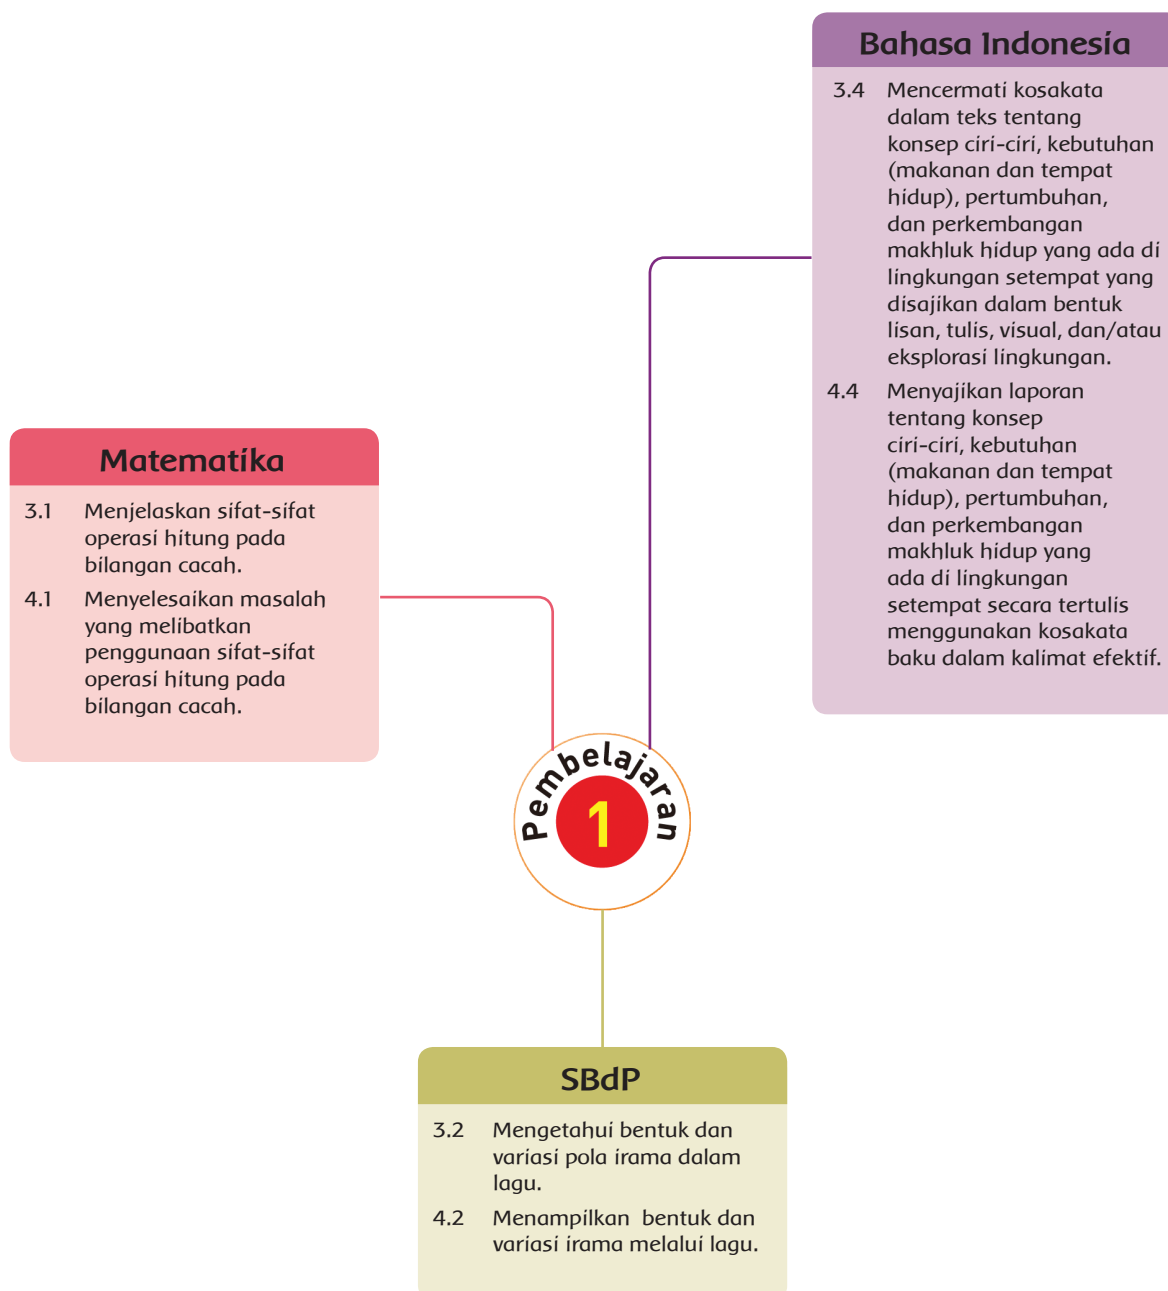 Bahasa Indonesia
3.4 Mencermati kosakata
dalam teks tentang
konsep ciri-ciri, kebutuhan
(makanan dan tempat
hidup), pertumbuhan,
dan perkembangan
makhluk hidup yang ada di
lingkungan setempat yang
disajikan dalam bentuk
lisan, tulis, visual, dan/atau
eksplorasi lingkungan.
4.4 Menyajikan laporan
tentang konsep
ciri-ciri, kebutuhan
(makanan dan tempat
hidup), pertumbuhan,
dan perkembangan
makhluk hidup yang
ada di lingkungan
setempat secara tertulis
menggunakan kosakata
baku dalam kalimat efektif.
Matematika
3.1 Menjelaskan sifat-sifat
operasi hitung pada
bilangan cacah.
4.1 Menyelesaikan masalah
yang melibatkan
penggunaan sifat-sifat
operasi hitung pada
bilangan cacah.
Pembelajaran
1
SBdP
3.2 Mengetahui bentuk dan
variasi pola irama dalam
lagu.
4.2 Menampilkan bentuk dan
variasi irama melalui lagu.